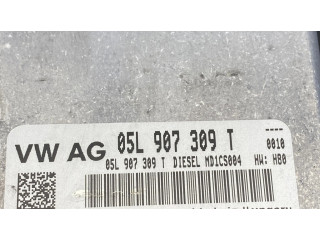 VW AG 05L 907 309 T
----
0010
05L 907 309 T DIESEL MD1CS004 HW: H80